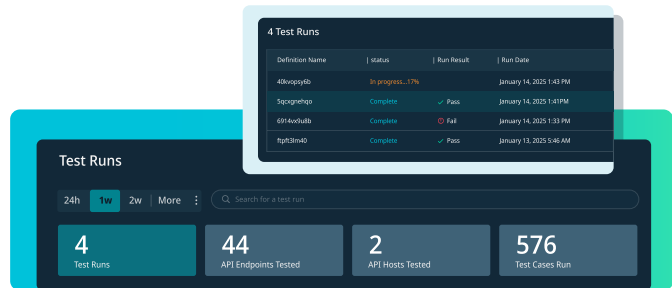 4 Test Runs
Definition Name | status | Run Result | Run Date
40kvopsy6b In progress...17% January 14, 2025 1:43 PM
5qcxgnehqo Complete Pass January 14, 2025 1:41PM
6914vx9u8b Complete Fail January 14, 2025 1:33 PM
ftpft3lm40 Complete Pass January 13, 2025 5:46 AM
Test Runs
24h 1w 2w | More Search for a test run
4 44 2 576
Test Runs API Endpoints Tested API Hosts Tested Test Cases Run